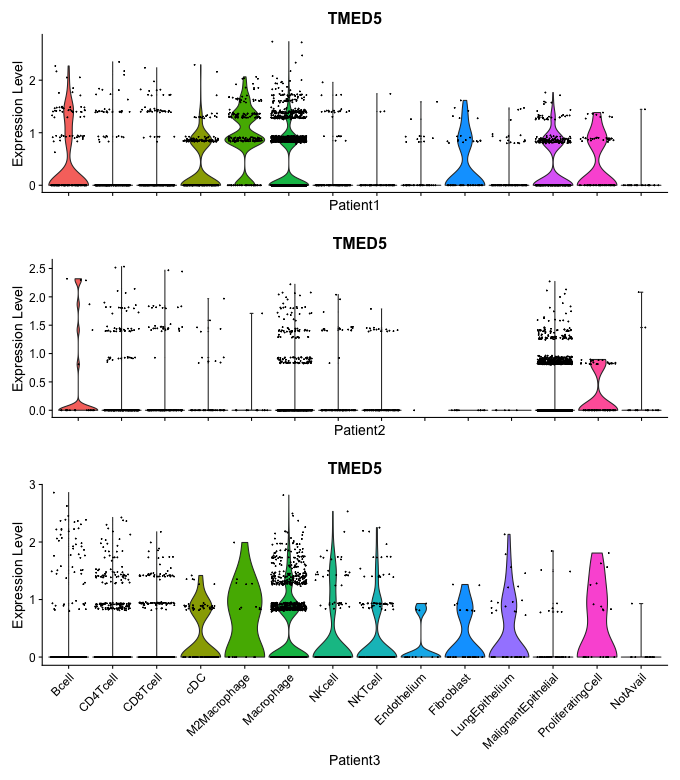 TMED5
Expression Level
2
1
0
Patient1
TMED5
Expression Level
2.5
2.0
1.5
1.0
0.5
0.0
Patient2
TMED5
Expression Level
3
2
1
0
Bcell
CD4Tcell
CD8Tcell
cDC
M2Macrophage
Macrophage
NKcell
NKTcell
Endothelium
Fibroblast
LungEpithelium
MalignantEpithelial
ProliferatingCell
NotAvail
Patient3